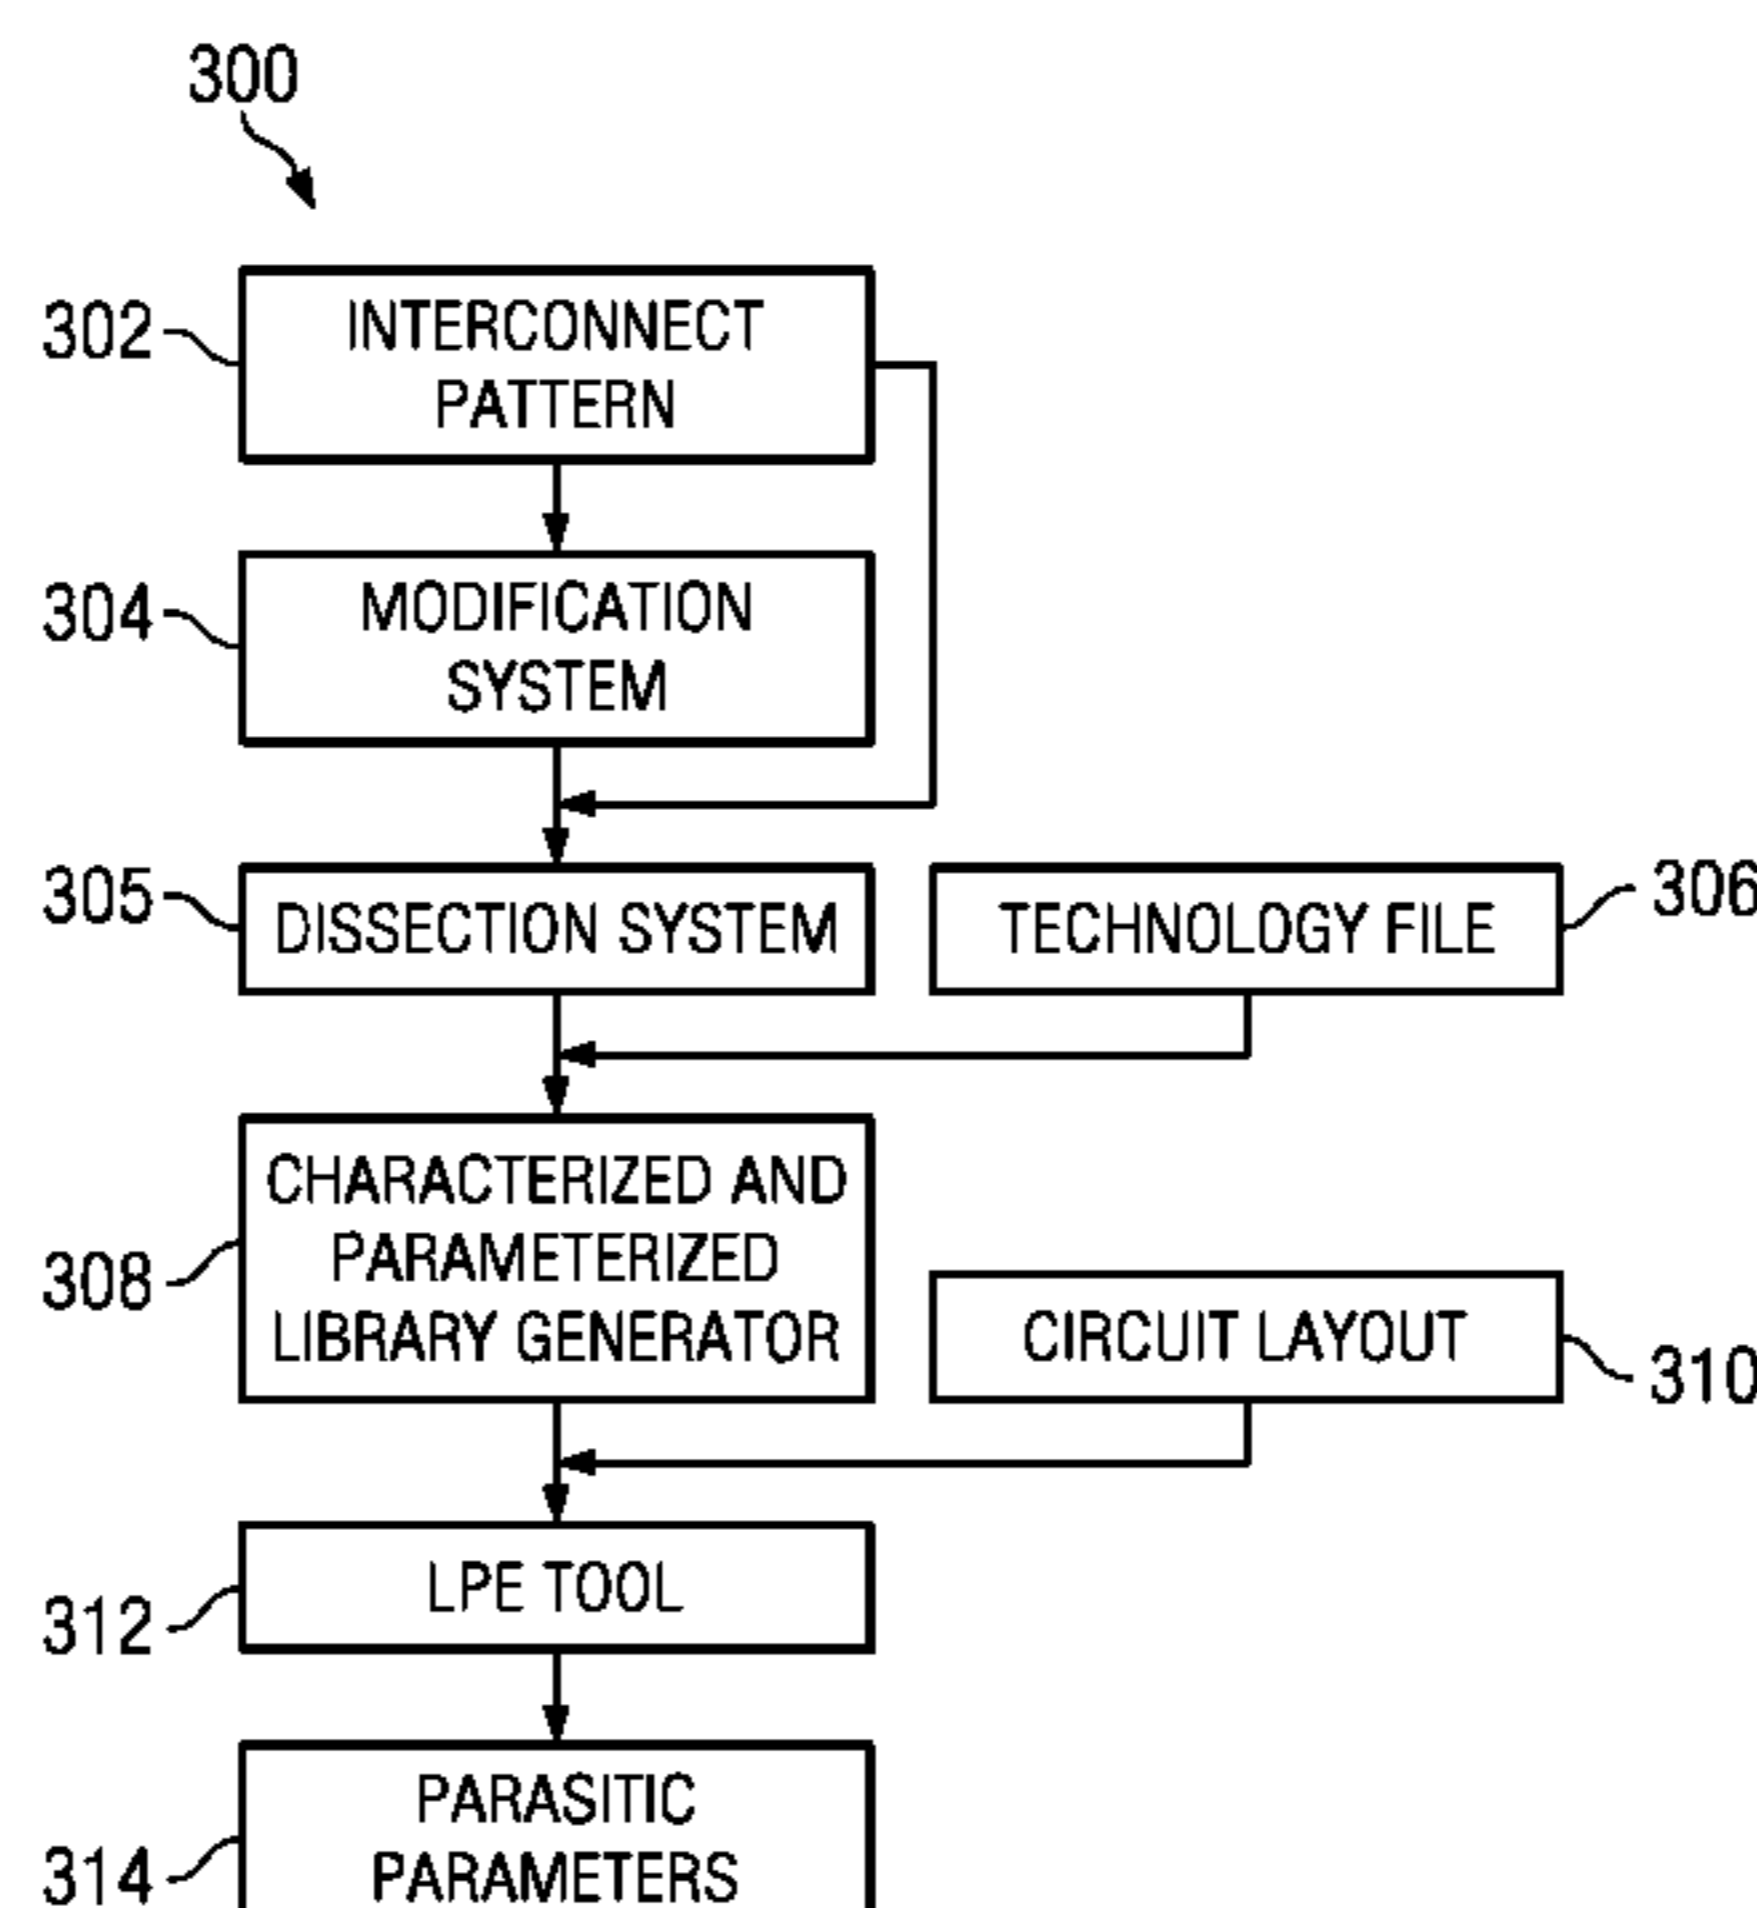 300
302
INTERCONNECT
PATTERN
304
MODIFICATION
SYSTEM
305
DISSECTION SYSTEM
TECHNOLOGY FILE
306
308
CHARACTERIZED AND
PARAMETERIZED
LIBRARY GENERATOR
CIRCUIT LAYOUT
310
312
LPE TOOL
314
PARASITIC
PARAMETERS